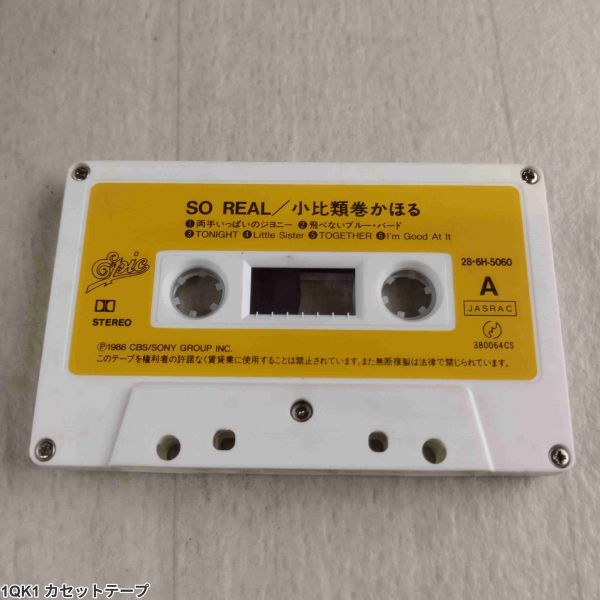 SO REAL／小比類巻かほる
❶両手いっぱいのジョニー ❷飛べないブルー・バード
❸TONIGHT ❹Little Sister ❺TOGETHER ❻I'm Good At It
Epic
28・6H-5060
A
STEREO
JASRAC
380064CS
Ⓟ1988 CBS/SONY GROUP INC.
このテープを権利者の許諾なく賃貸業に使用することは禁止されています。また無断複製は法律で禁じられています。
1QK1 カセットテープ